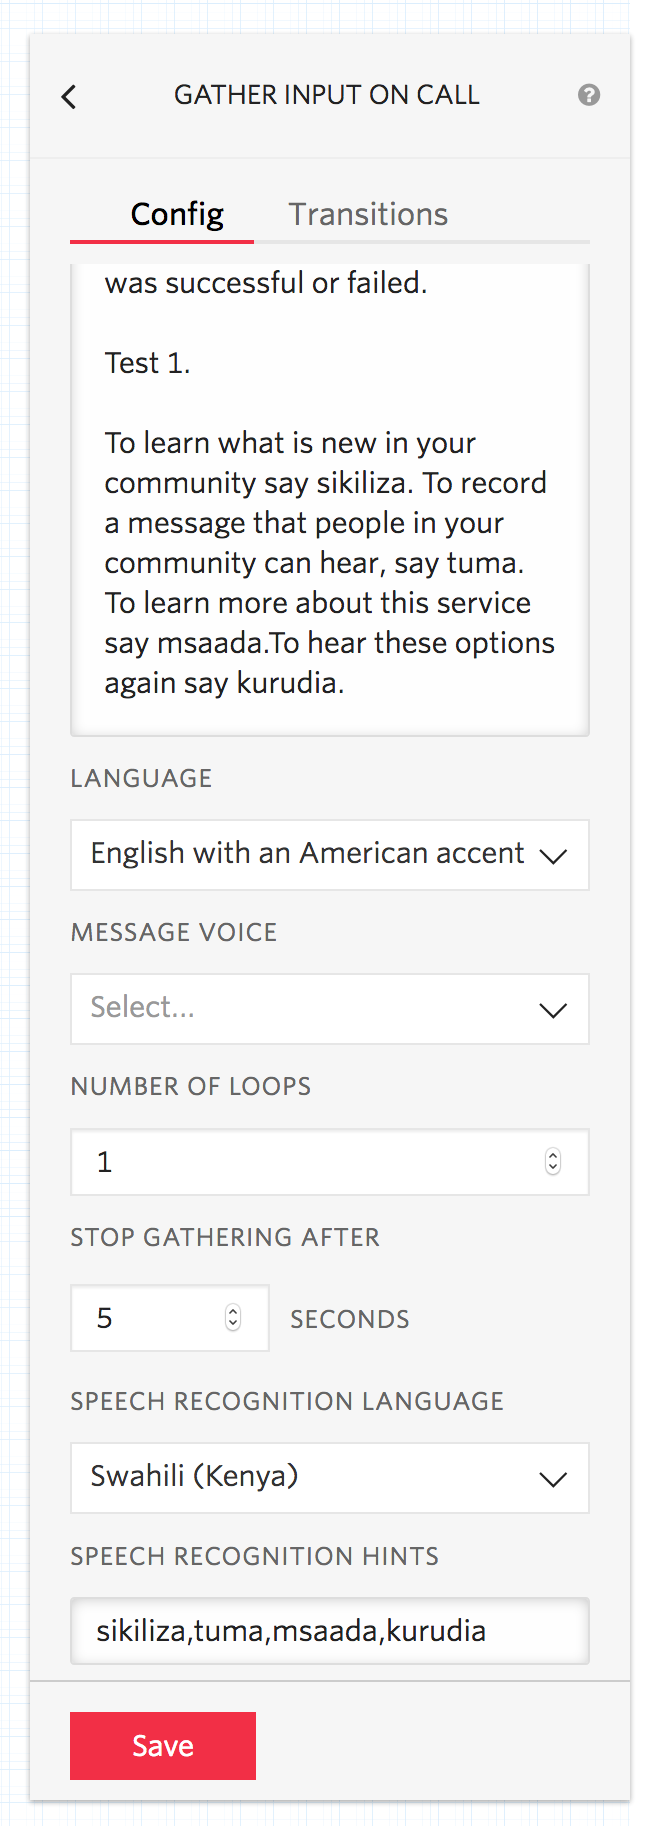 GATHER INPUT ON CALL
Config
Transitions
was successful or failed.
Test 1.
To learn what is new in your
community say sikiliza. To record
a message that people in your
community can hear, say tuma.
To learn more about this service
say msaada.To hear these options
again say kurudia.
LANGUAGE
English with an American accent
MESSAGE VOICE
Select...
NUMBER OF LOOPS
1
STOP GATHERING AFTER
5 SECONDS
SPEECH RECOGNITION LANGUAGE
Swahili (Kenya)
SPEECH RECOGNITION HINTS
sikiliza,tuma,msaada,kurudia
Save